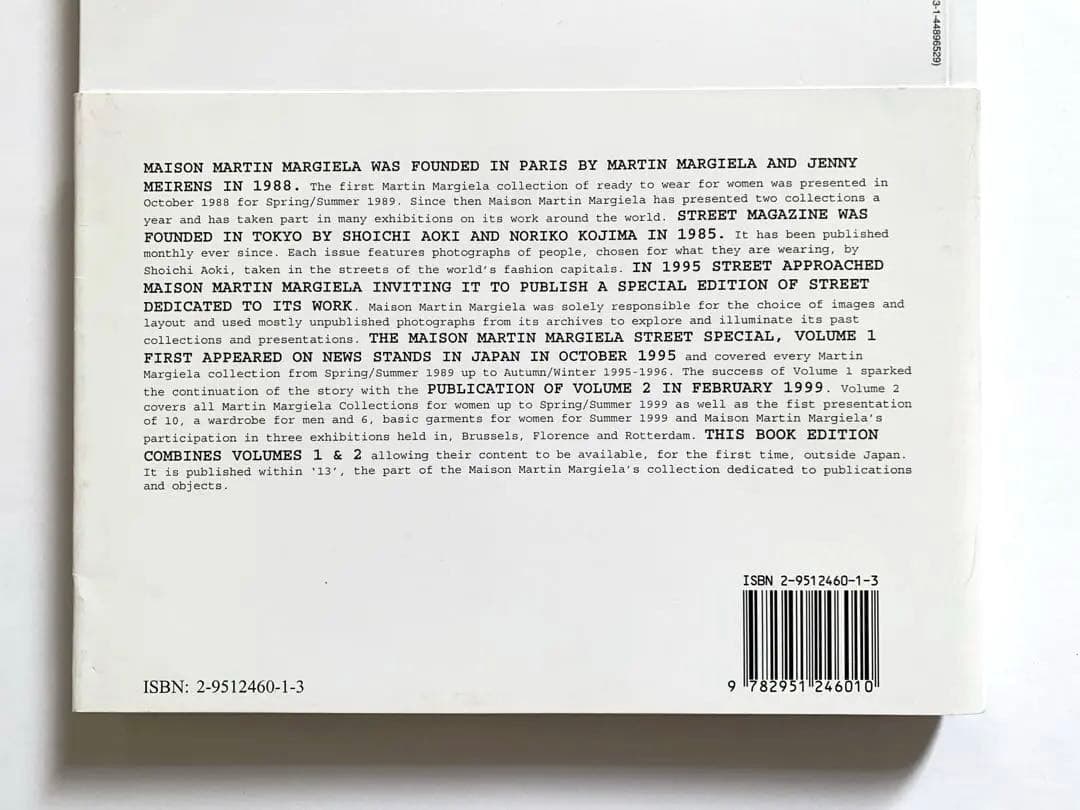 3-1-44896529)
MAISON MARTIN MARGIELA WAS FOUNDED IN PARIS BY MARTIN MARGIELA AND JENNY
MEIRENS IN 1988. The first Martin Margiela collection of ready to wear for women was presented in
October 1988 for Spring/Summer 1989. Since then Maison Martin Margiela has presented two collections a
year and has taken part in many exhibitions on its work around the world. STREET MAGAZINE WAS
FOUNDED IN TOKYO BY SHOICHI AOKI AND NORIKO KOJIMA IN 1985. It has been published
monthly ever since. Each issue features photographs of people, chosen for what they are wearing, by
Shoichi Aoki, taken in the streets of the world's fashion capitals. IN 1995 STREET APPROACHED
MAISON MARTIN MARGIELA INVITING IT TO PUBLISH A SPECIAL EDITION OF STREET
DEDICATED TO ITS WORK. Maison Martin Margiela was solely responsible for the choice of images and
layout and used mostly unpublished photographs from its archives to explore and illuminate its past
collections and presentations. THE MAISON MARTIN MARGIELA STREET SPECIAL, VOLUME 1
FIRST APPEARED ON NEWS STANDS IN JAPAN IN OCTOBER 1995 and covered every Martin
Margiela collection from Spring/Summer 1989 up to Autumn/Winter 1995-1996. The success of Volume 1 sparked
the continuation of the story with the PUBLICATION OF VOLUME 2 IN FEBRUARY 1999. Volume 2
covers all Martin Margiela Collections for women up to Spring/Summer 1999 as well as the fist presentation
of 10, a wardrobe for men and 6, basic garments for women for Summer 1999 and Maison Martin Margiela's
participation in three exhibitions held in, Brussels, Florence and Rotterdam. THIS BOOK EDITION
COMBINES VOLUMES 1 & 2 allowing their content to be available, for the first time, outside Japan.
It is published within '13', the part of the Maison Martin Margiela's collection dedicated to publications
and objects.
ISBN 2-9512460-1-3
9 782951 246010
ISBN: 2-9512460-1-3